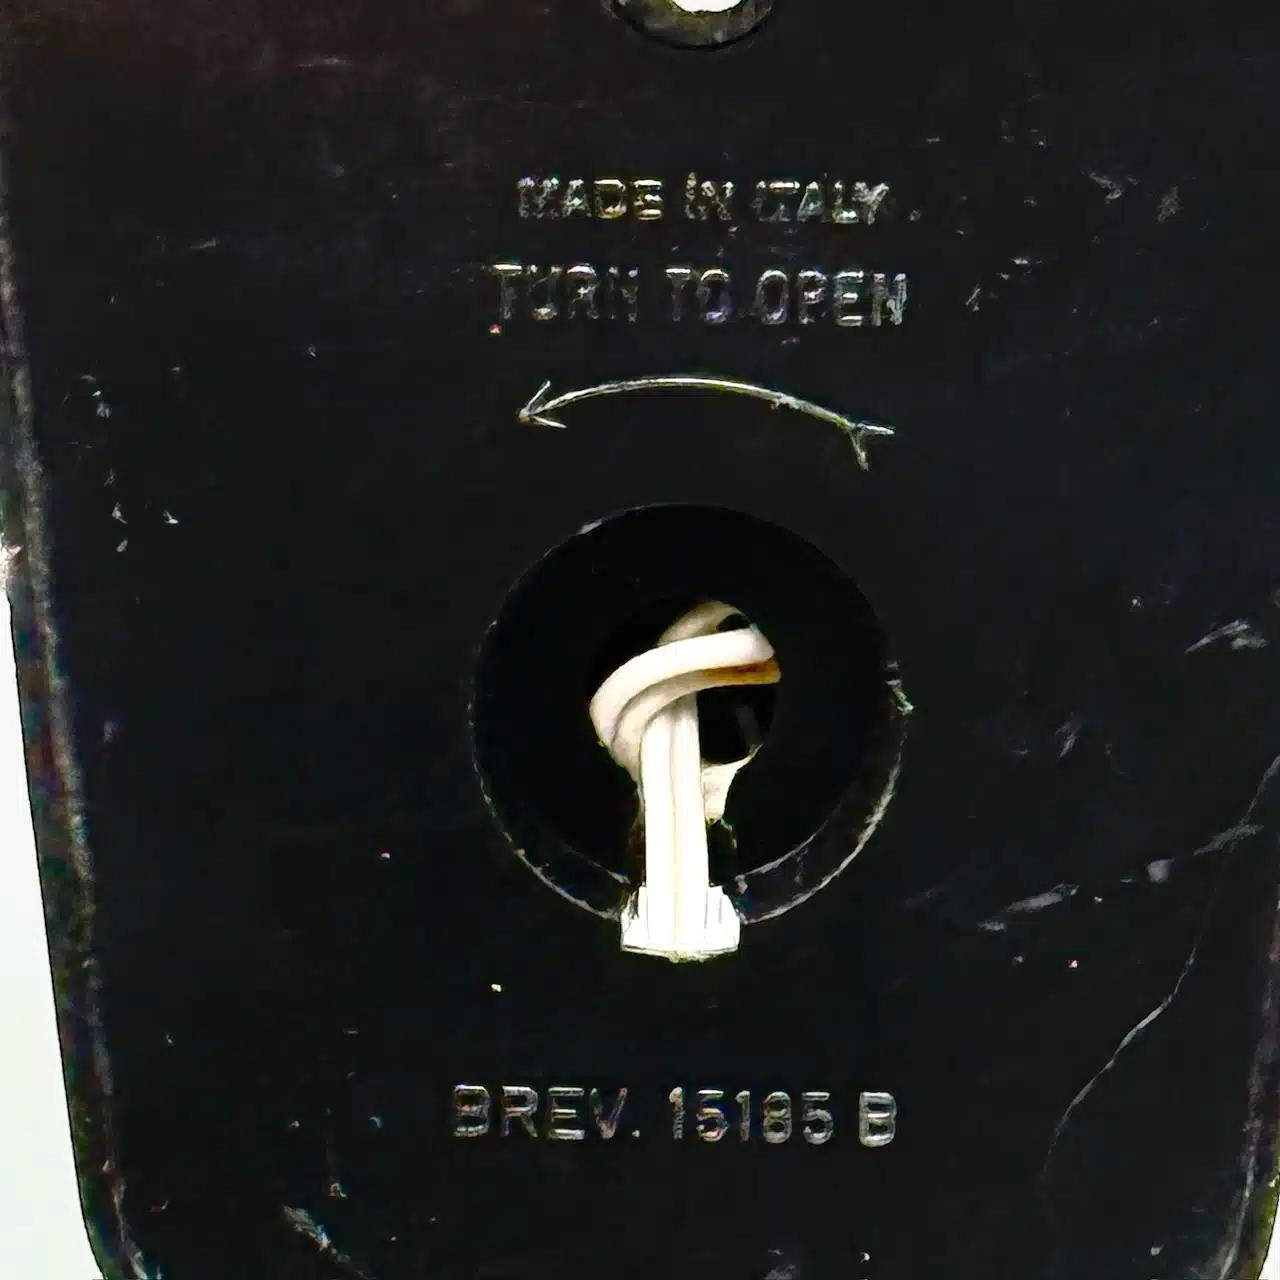 MADE IN ITALY
TURN TO OPEN
BREV. 15185 B